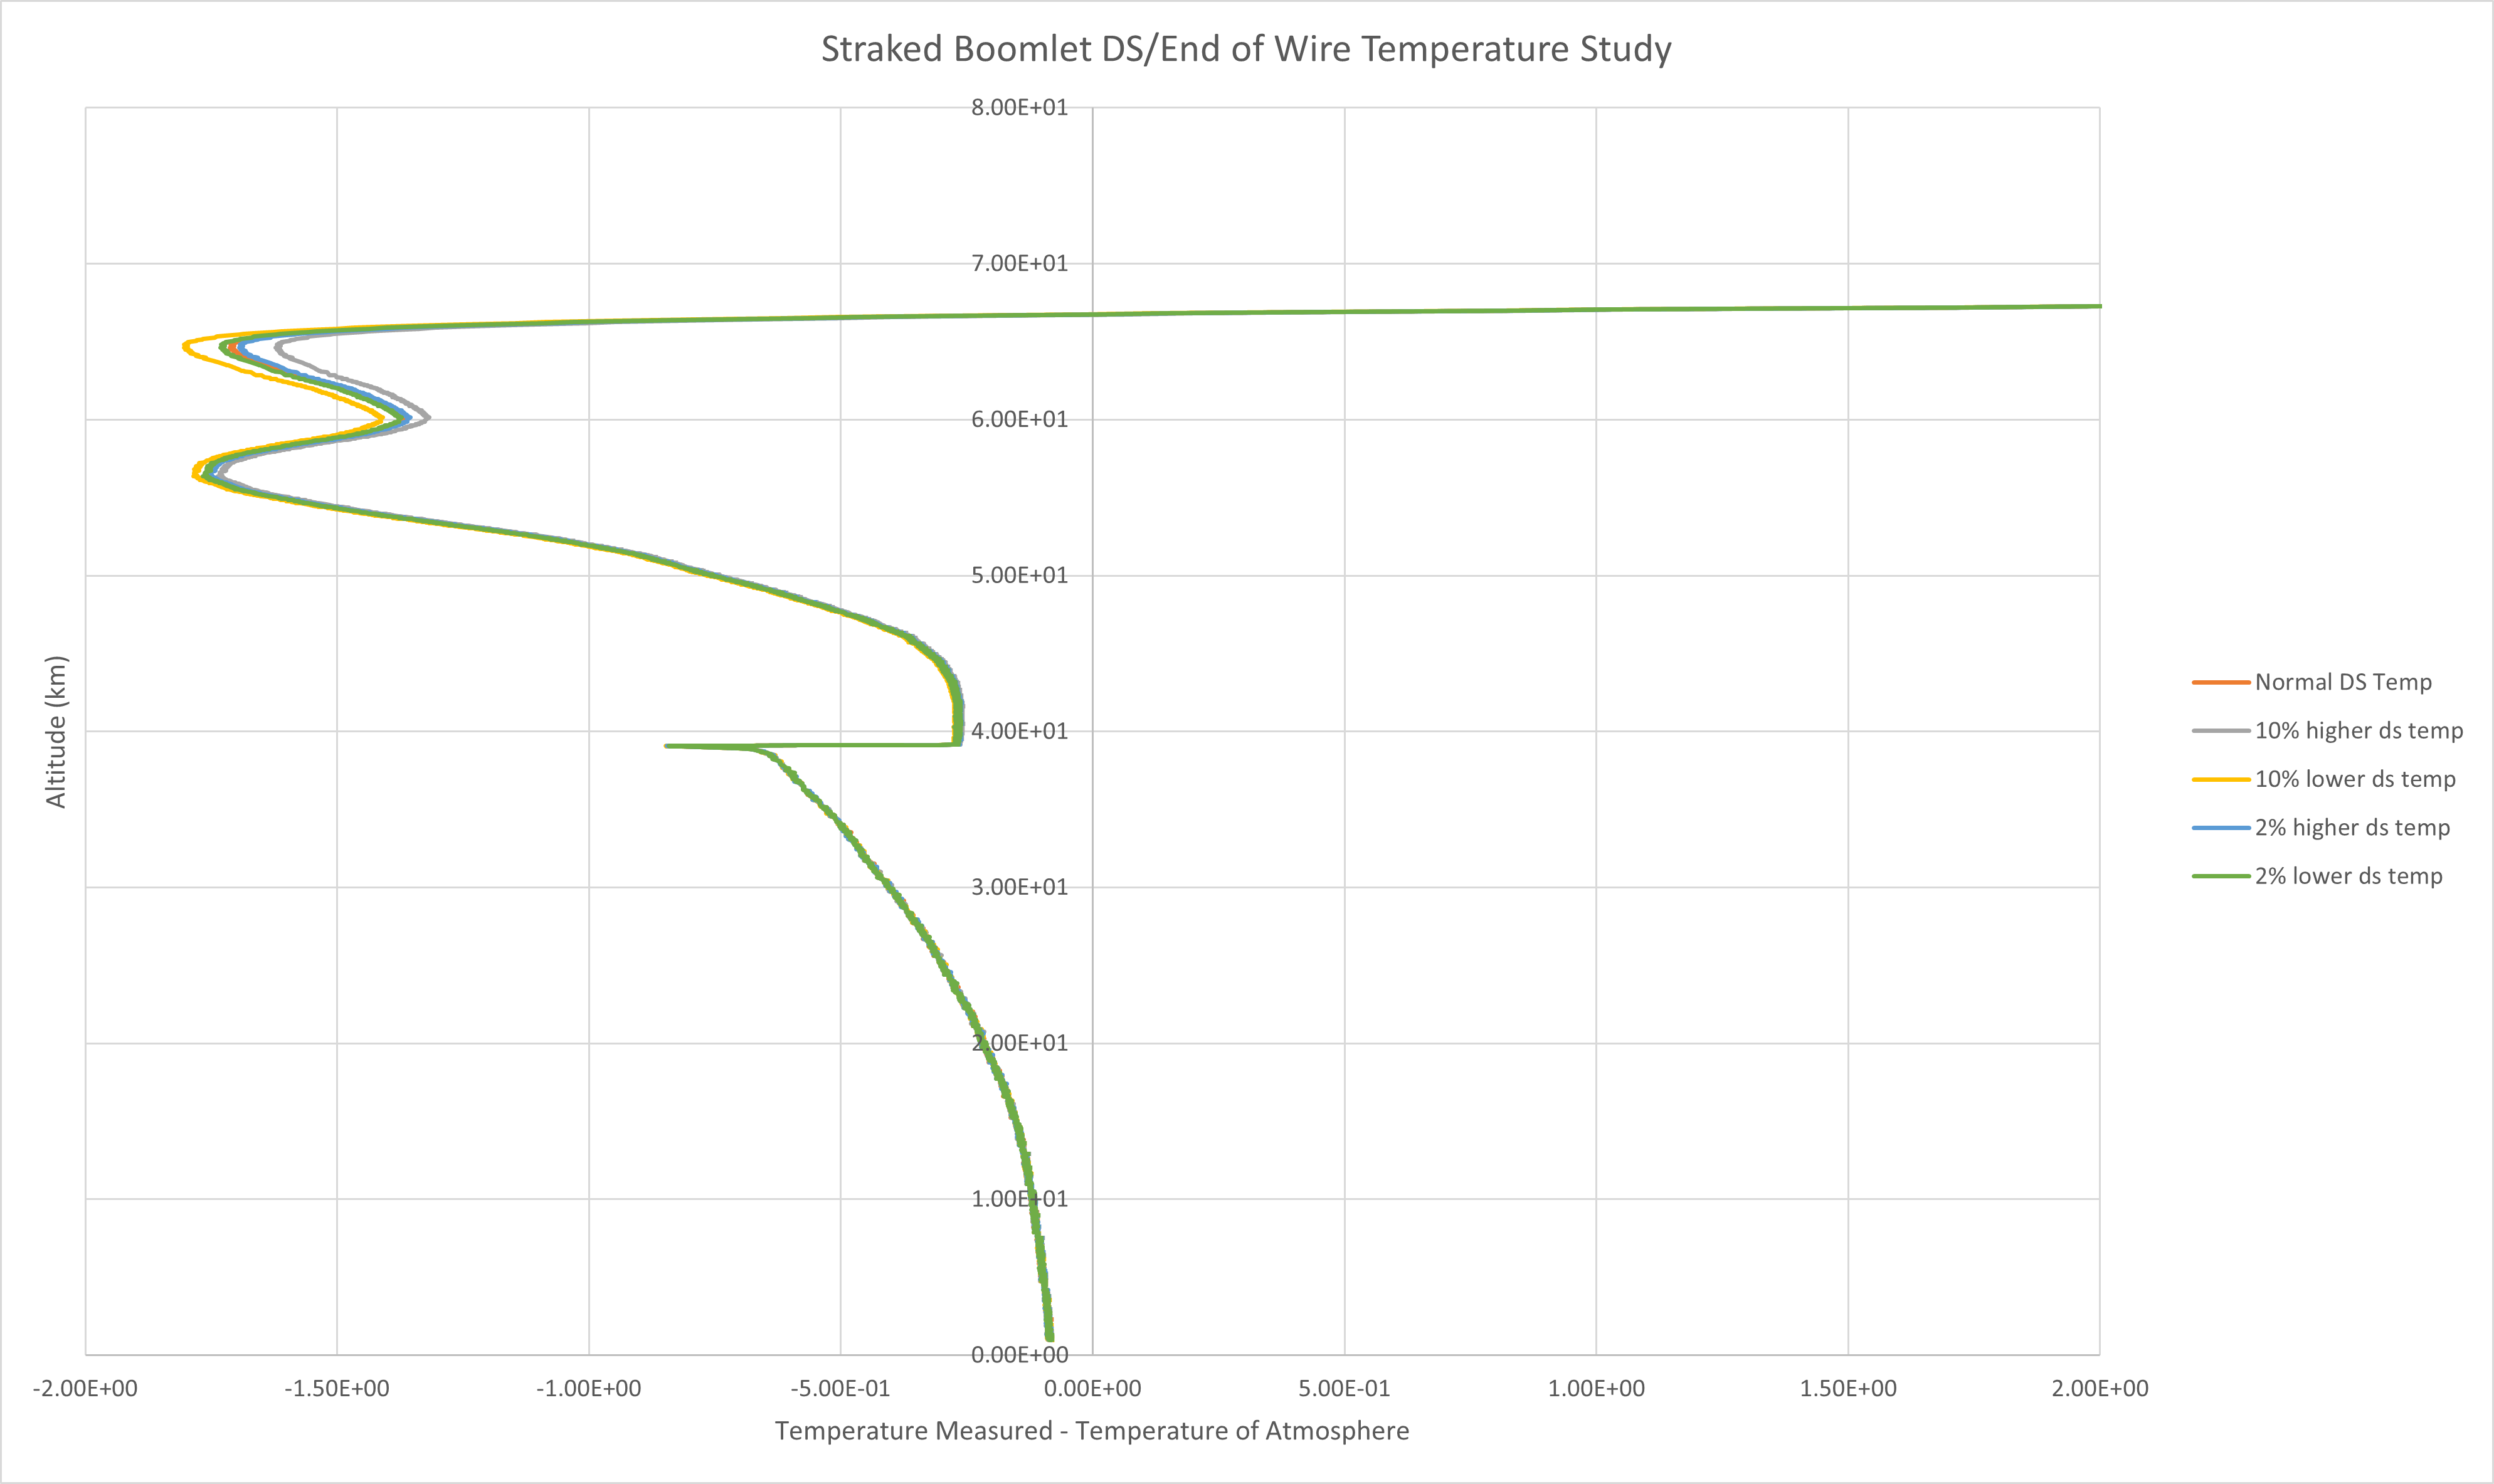 Straked Boomlet DS/End of Wire Temperature Study
8.00E+01
7.00E+01
6.00E+01
5.00E+01
4.00E+01
3.00E+01
2.00E+01
1.00E+01
0.00E+00
Altitude (km)
-2.00E+00 -1.50E+00 -1.00E+00 -5.00E-01 0.00E+00 5.00E-01 1.00E+00 1.50E+00 2.00E+00
Temperature Measured - Temperature of Atmosphere
Normal DS Temp
10% higher ds temp
10% lower ds temp
2% higher ds temp
2% lower ds temp